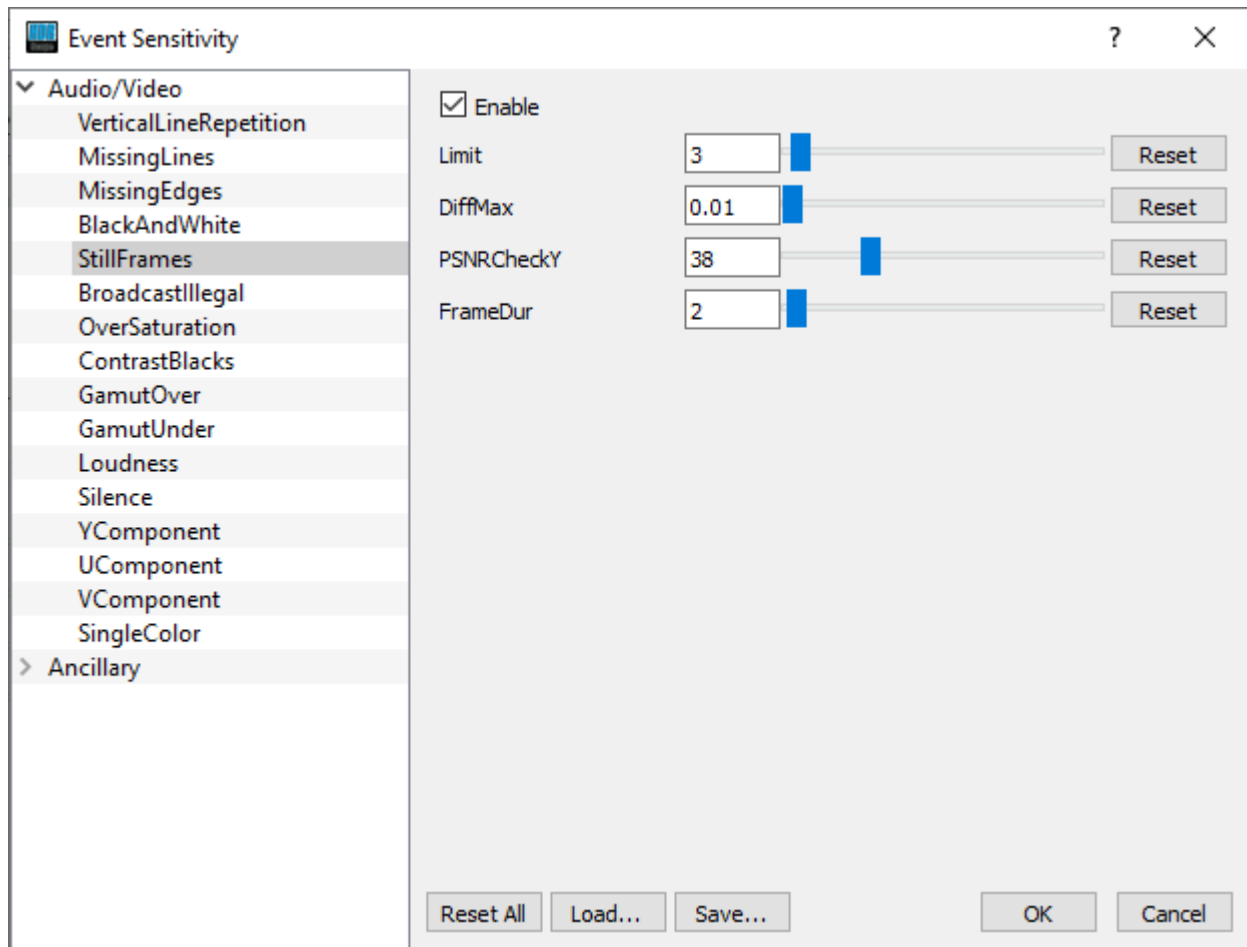 Event Sensitivity
?
Audio/Video
VerticalLineRepetition
MissingLines
MissingEdges
BlackAndWhite
StillFrames
BroadcastIllegal
OverSaturation
ContrastBlacks
GamutOver
GamutUnder
Loudness
Silence
YComponent
UComponent
VComponent
SingleColor
Ancillary
Enable
Limit 3 Reset
DiffMax 0.01 Reset
PSNRCheckY 38 Reset
FrameDur 2 Reset
Reset All Load... Save... OK Cancel